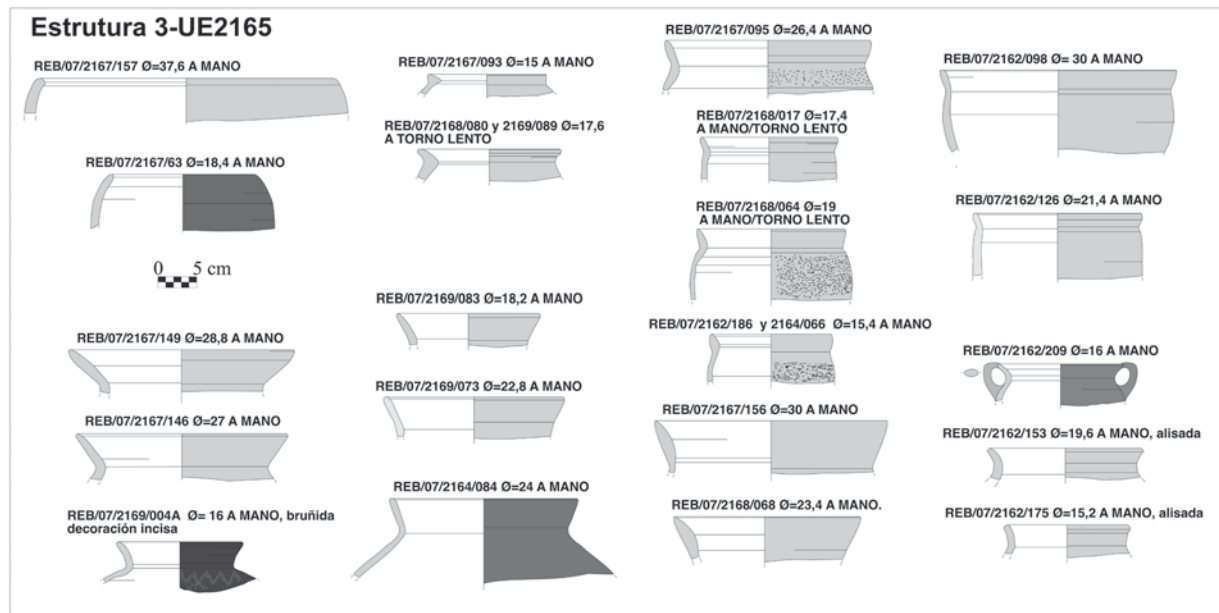 Estrutura 3-UE2165
REB/07/2167/157 Ø=37,6 A MANO
REB/07/2167/63 Ø=18,4 A MANO
0 5 cm
REB/07/2167/149 Ø=28,8 A MANO
REB/07/2167/146 Ø=27 A MANO
REB/07/2169/004A Ø= 16 A MANO, bruñida
decoración incisa
REB/07/2167/093 Ø=15 A MANO
REB/07/2168/080 y 2169/089 Ø=17,6
A TORNO LENTO
REB/07/2169/083 Ø=18,2 A MANO
REB/07/2169/073 Ø=22,8 A MANO
REB/07/2164/084 Ø=24 A MANO
REB/07/2167/095 Ø=26,4 A MANO
REB/07/2168/017 Ø=17,4
A MANO/TORNO LENTO
REB/07/2168/064 Ø=19
A MANO/TORNO LENTO
REB/07/2162/186 y 2164/066 Ø=15,4 A MANO
REB/07/2167/156 Ø=30 A MANO
REB/07/2168/068 Ø=23,4 A MANO.
REB/07/2162/098 Ø= 30 A MANO
REB/07/2162/126 Ø=21,4 A MANO
REB/07/2162/209 Ø=16 A MANO
REB/07/2162/153 Ø=19,6 A MANO, alisada
REB/07/2162/175 Ø=15,2 A MANO, alisada